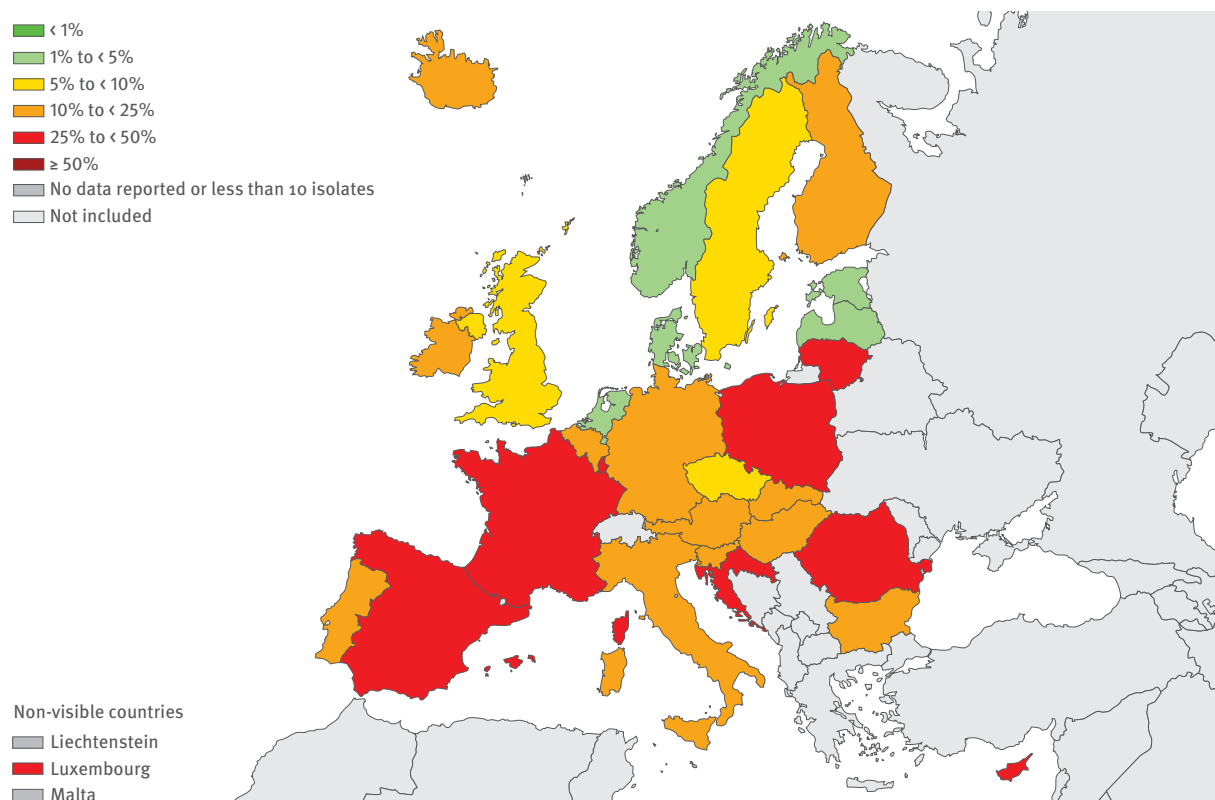 < 1%
1% to < 5%
5% to < 10%
10% to < 25%
25% to < 50%
≥ 50%
No data reported or less than 10 isolates
Not included
Non-visible countries
Liechtenstein
Luxembourg
Malta